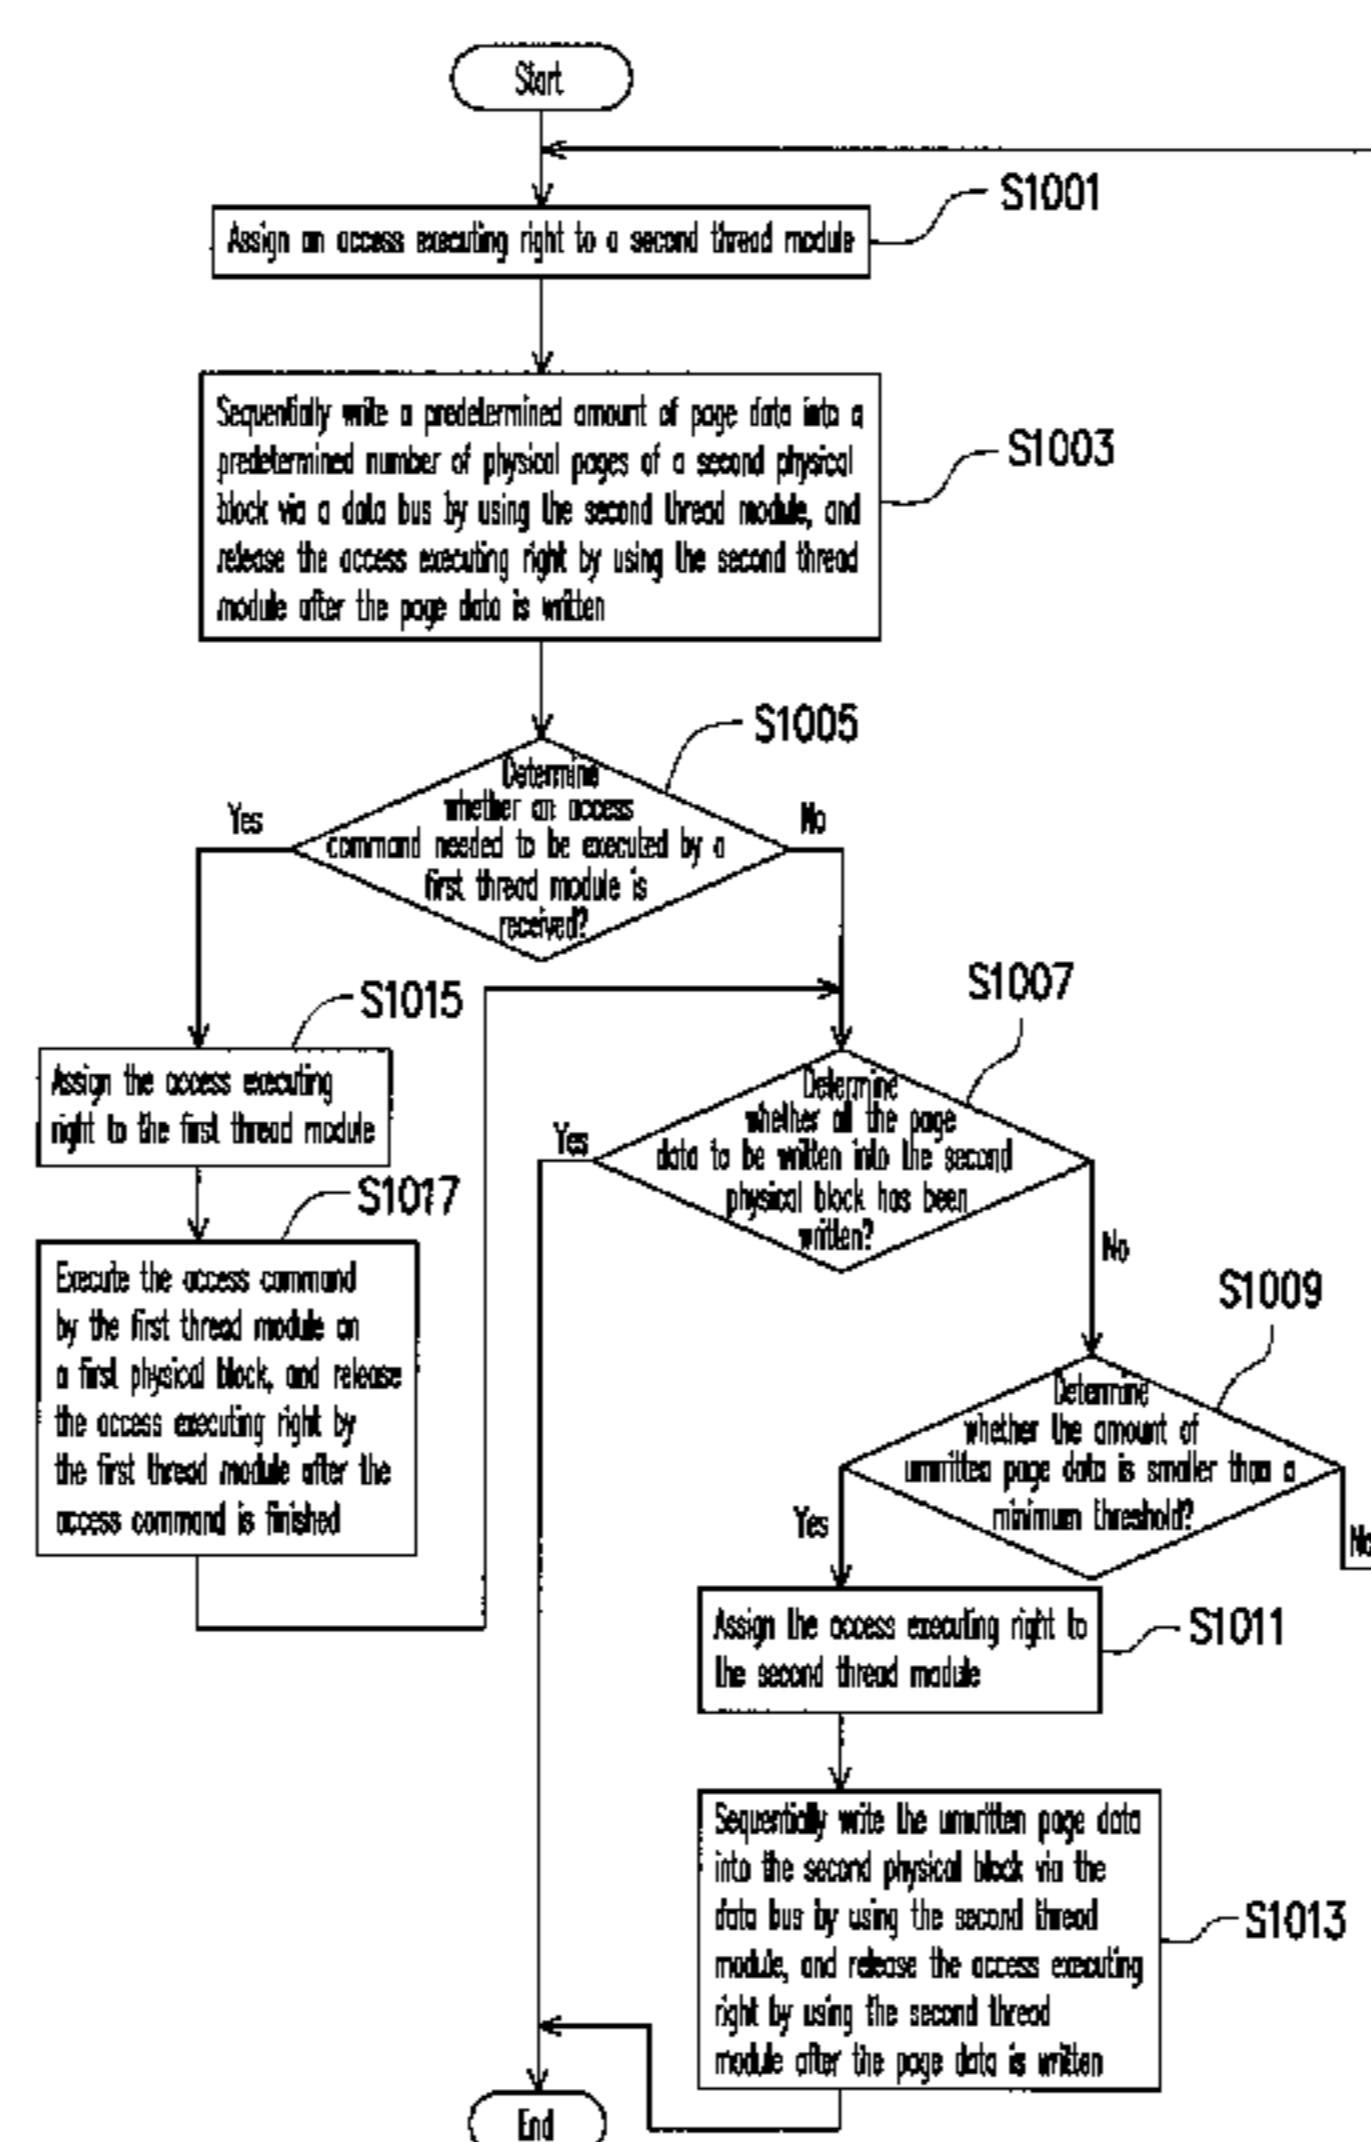 Start
S1001
Assign an access executing right to a second thread module
Sequentially write a predetermined amount of page data into a
predetermined number of physical pages of a second physical
block via a data bus by using the second thread module, and
release the access executing right by using the second thread
module after the page data is written
S1003
S1005
Determine
whether an access
command needed to be executed by a
first thread module is
received?
Yes
No
S1015
Assign the access executing
right to the first thread module
S1007
Determine
whether all the page
data to be written into the second
physical block has been
written?
Yes
No
S1017
Execute the access command
by the first thread module on
a first physical block, and release
the access executing right by
the first thread module after the
access command is finished
S1009
Determine
whether the amount of
unwritten page data is smaller than a
minimum threshold?
Yes
No
Assign the access executing right to
the second thread module
S1011
Sequentially write the unwritten page data
into the second physical block via the
data bus by using the second thread
module, and release the access executing
right by using the second thread
module after the page data is written
S1013
End